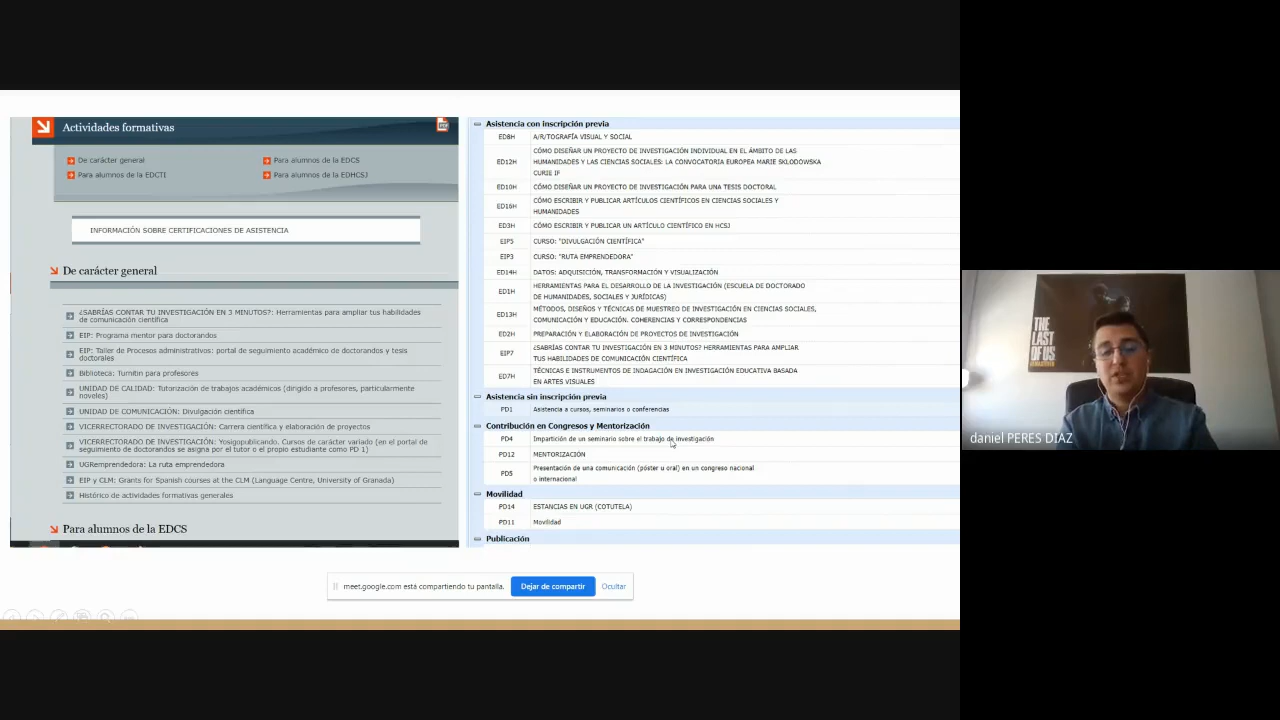 Actividades formativas
PDF
De carácter general
Para alumnos de la EDCS
Para alumnos de la EDCTI
Para alumnos de la EDHCSJ
INFORMACIÓN SOBRE CERTIFICACIONES DE ASISTENCIA
De carácter general
¿SABRÍAS CONTAR TU INVESTIGACIÓN EN 3 MINUTOS?: Herramientas para ampliar tus habilidades
de comunicación científica
EIP: Programa mentor para doctorandos
EIP: Taller de Procesos administrativos: portal de seguimiento académico de doctorandos y tesis
doctorales
Biblioteca: Turnitin para profesores
UNIDAD DE CALIDAD: Tutorización de trabajos académicos (dirigido a profesores, particularmente
noveles)
UNIDAD DE COMUNICACIÓN: Divulgación científica
VICERRECTORADO DE INVESTIGACIÓN: Carrera científica y elaboración de proyectos
VICERRECTORADO DE INVESTIGACIÓN: Yosigopublicando. Cursos de carácter variado (en el portal de
seguimiento de doctorandos se asigna por el tutor o el propio estudiante como PD 1)
UGRemprendedora: La ruta emprendedora
EIP y CLM: Grants for Spanish courses at the CLM (Language Centre, University of Granada)
Histórico de actividades formativas generales
Para alumnos de la EDCS
Asistencia con inscripción previa
ED8H A/R/TOGRAFÍA VISUAL Y SOCIAL
CÓMO DISEÑAR UN PROYECTO DE INVESTIGACIÓN INDIVIDUAL EN EL ÁMBITO DE LAS
ED12H HUMANIDADES Y LAS CIENCIAS SOCIALES: LA CONVOCATORIA EUROPEA MARIE SKLODOWSKA
CURIE IF
ED10H CÓMO DISEÑAR UN PROYECTO DE INVESTIGACIÓN PARA UNA TESIS DOCTORAL
ED16H CÓMO ESCRIBIR Y PUBLICAR ARTÍCULOS CIENTÍFICOS EN CIENCIAS SOCIALES Y
HUMANIDADES
ED3H CÓMO ESCRIBIR Y PUBLICAR UN ARTÍCULO CIENTÍFICO EN HCSJ
EIP5 CURSO: "DIVULGACIÓN CIENTÍFICA"
EIP3 CURSO: "RUTA EMPRENDEDORA"
ED14H DATOS: ADQUISICIÓN, TRANSFORMACIÓN Y VISUALIZACIÓN
ED1H HERRAMIENTAS PARA EL DESARROLLO DE LA INVESTIGACIÓN (ESCUELA DE DOCTORADO
DE HUMANIDADES, SOCIALES Y JURÍDICAS)
ED13H MÉTODOS, DISEÑOS Y TÉCNICAS DE MUESTREO DE INVESTIGACIÓN EN CIENCIAS SOCIALES,
COMUNICACIÓN Y EDUCACIÓN. COHERENCIAS Y CORRESPONDENCIAS
ED2H PREPARACIÓN Y ELABORACIÓN DE PROYECTOS DE INVESTIGACIÓN
EIP7 ¿SABRÍAS CONTAR TU INVESTIGACIÓN EN 3 MINUTOS? HERRAMIENTAS PARA AMPLIAR
TUS HABILIDADES DE COMUNICACIÓN CIENTÍFICA
ED7H TÉCNICAS E INSTRUMENTOS DE INDAGACIÓN EN INVESTIGACIÓN EDUCATIVA BASADA
EN ARTES VISUALES
Asistencia sin inscripción previa
PD1 Asistencia a cursos, seminarios o conferencias
Contribución en Congresos y Mentorización
PD4 Impartición de un seminario sobre el trabajo de investigación
PD12 MENTORIZACIÓN
PD5 Presentación de una comunicación (póster u oral) en un congreso nacional
o internacional
Movilidad
PD14 ESTANCIAS EN UGR (COTUTELA)
PD11 Movilidad
Publicación
meet.google.com está compartiendo tu pantalla.
Dejar de compartir
Ocultar
THE
LAST
OF US
REMASTERED
daniel PERES DIAZ